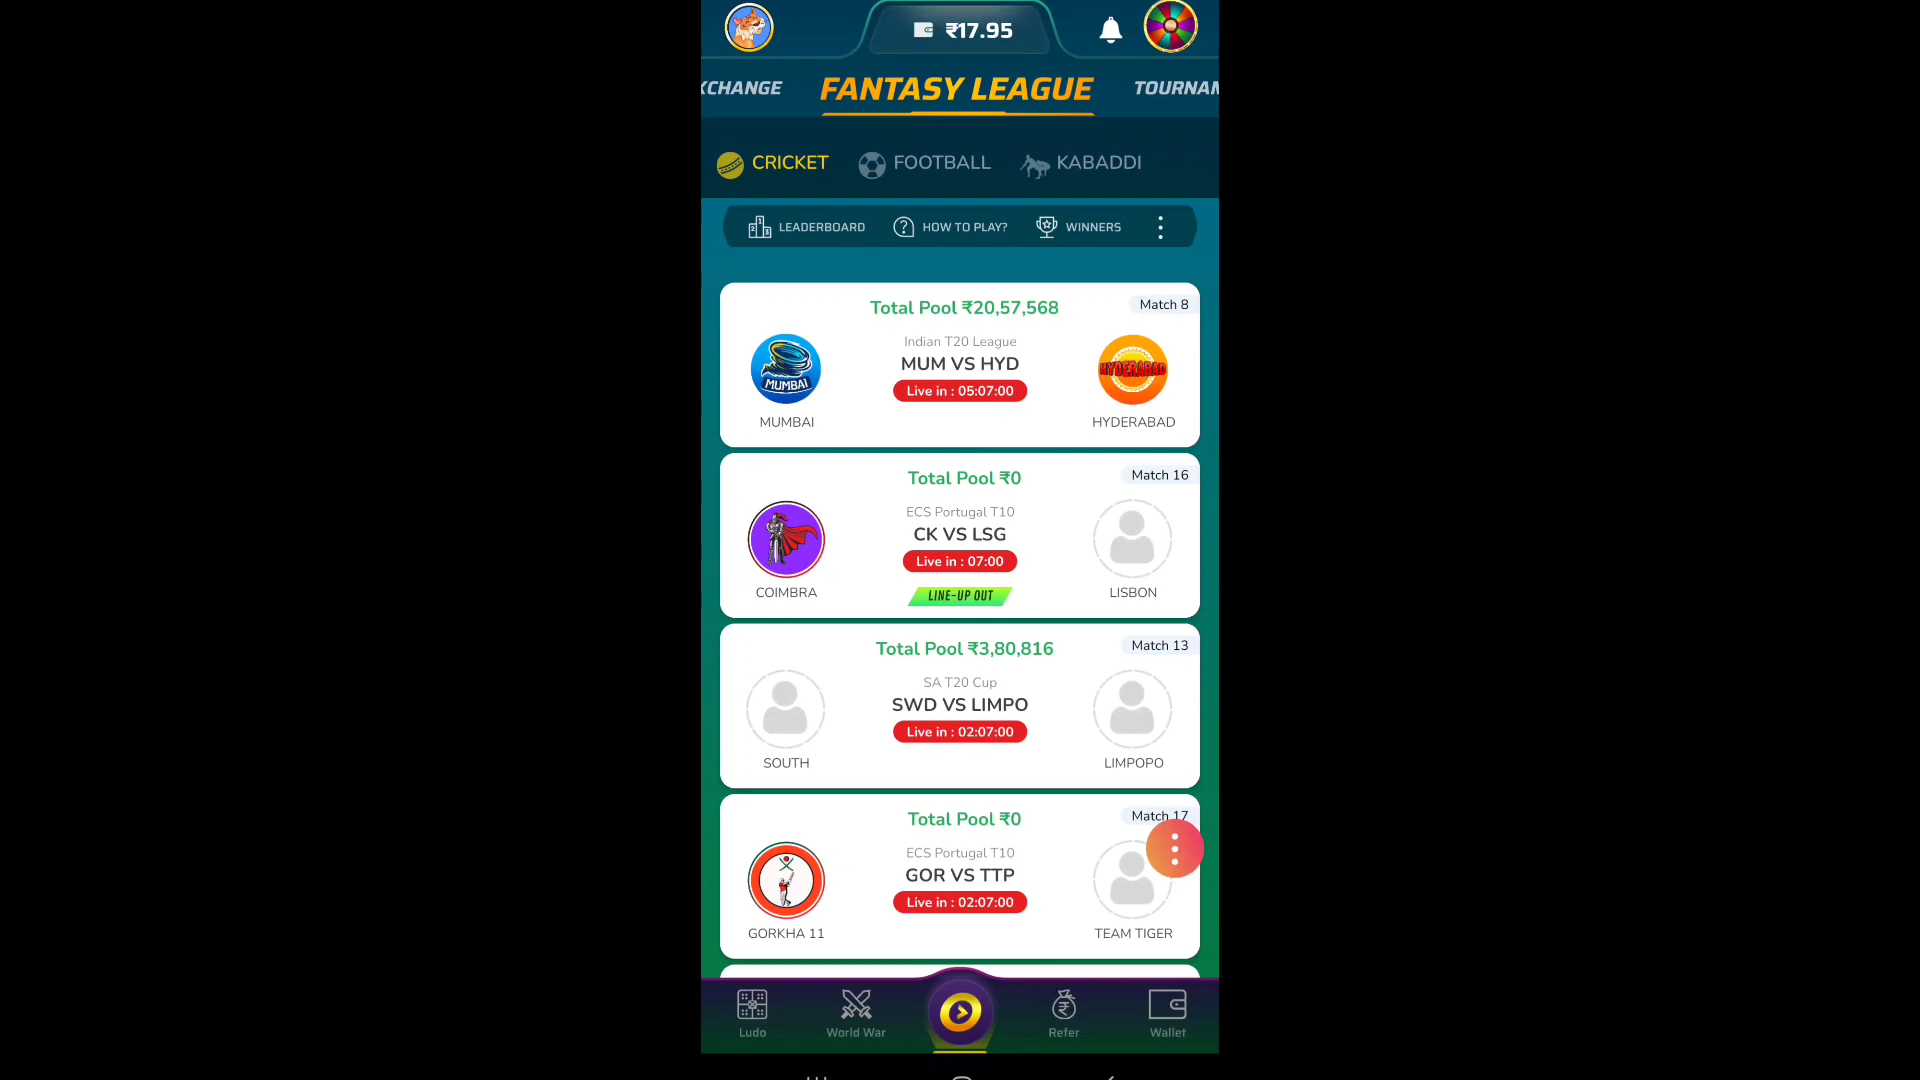 ₹17.95
XCHANGE FANTASY LEAGUE TOURNAM
CRICKET FOOTBALL KABADDI
LEADERBOARD HOW TO PLAY? WINNERS
Total Pool ₹20,57,568 Match 8
Indian T20 League
MUM VS HYD
MUMBAI HYDERABAD
Live in : 05:07:00
MUMBAI HYDERABAD
Total Pool ₹0 Match 16
ECS Portugal T10
CK VS LSG
Live in : 07:00
COIMBRA LISBON
LINE-UP OUT
Total Pool ₹3,80,816 Match 13
SA T20 Cup
SWD VS LIMPO
Live in : 02:07:00
SOUTH LIMPOPO
Total Pool ₹0 Match 17
ECS Portugal T10
GOR VS TTP
Live in : 02:07:00
GORKHA 11 TEAM TIGER
Ludo World War Refer Wallet